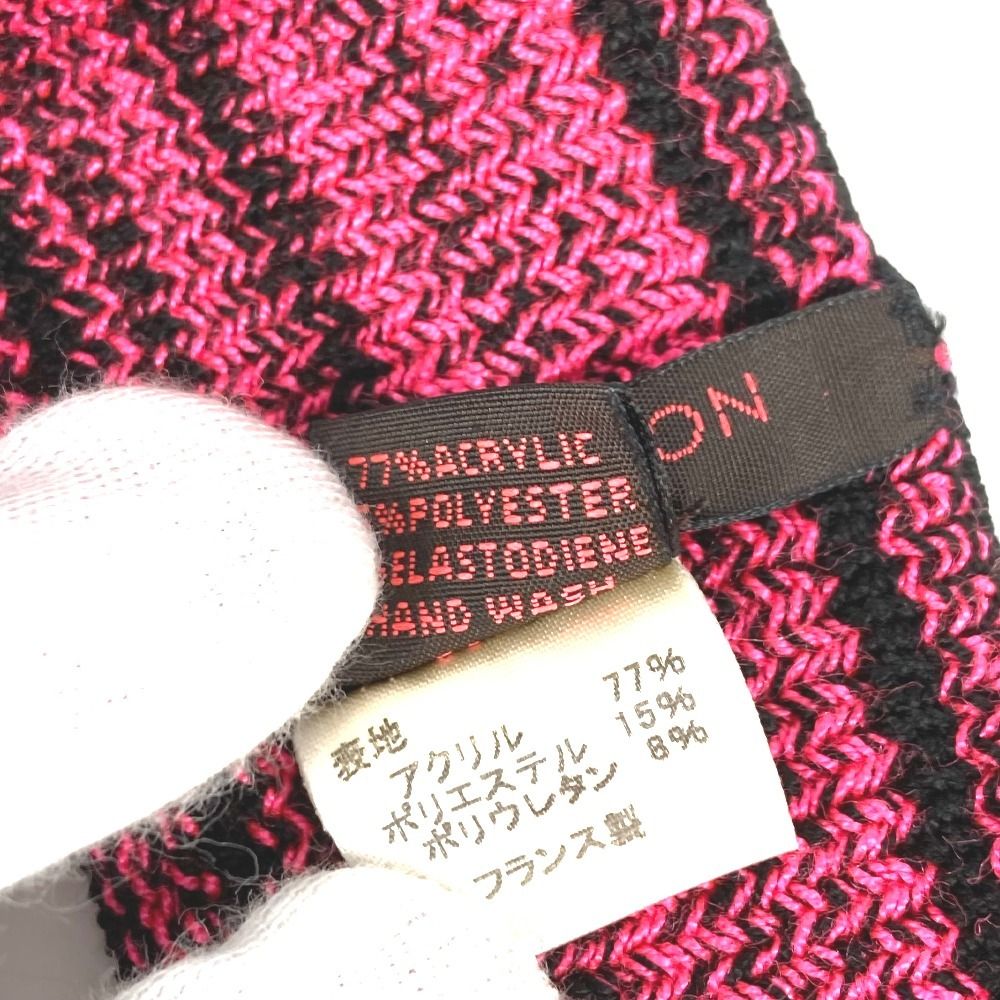 NC
77% ACRYLIC
% POLYESTER
ELASTODIENE
HAND WASH
表地
アクリル 77%
ポリエステル 15%
ポリウレタン 8%
フランス製